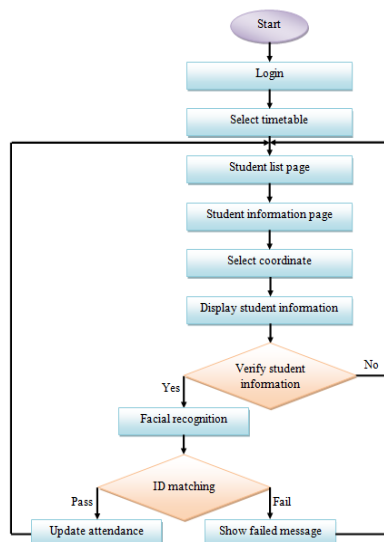 Start
Login
Select timetable
Student list page
Student information page
Select coordinate
Display student information
Verify student
information
No
Yes
Facial recognition
ID matching
Pass
Fail
Update attendance
Show failed message